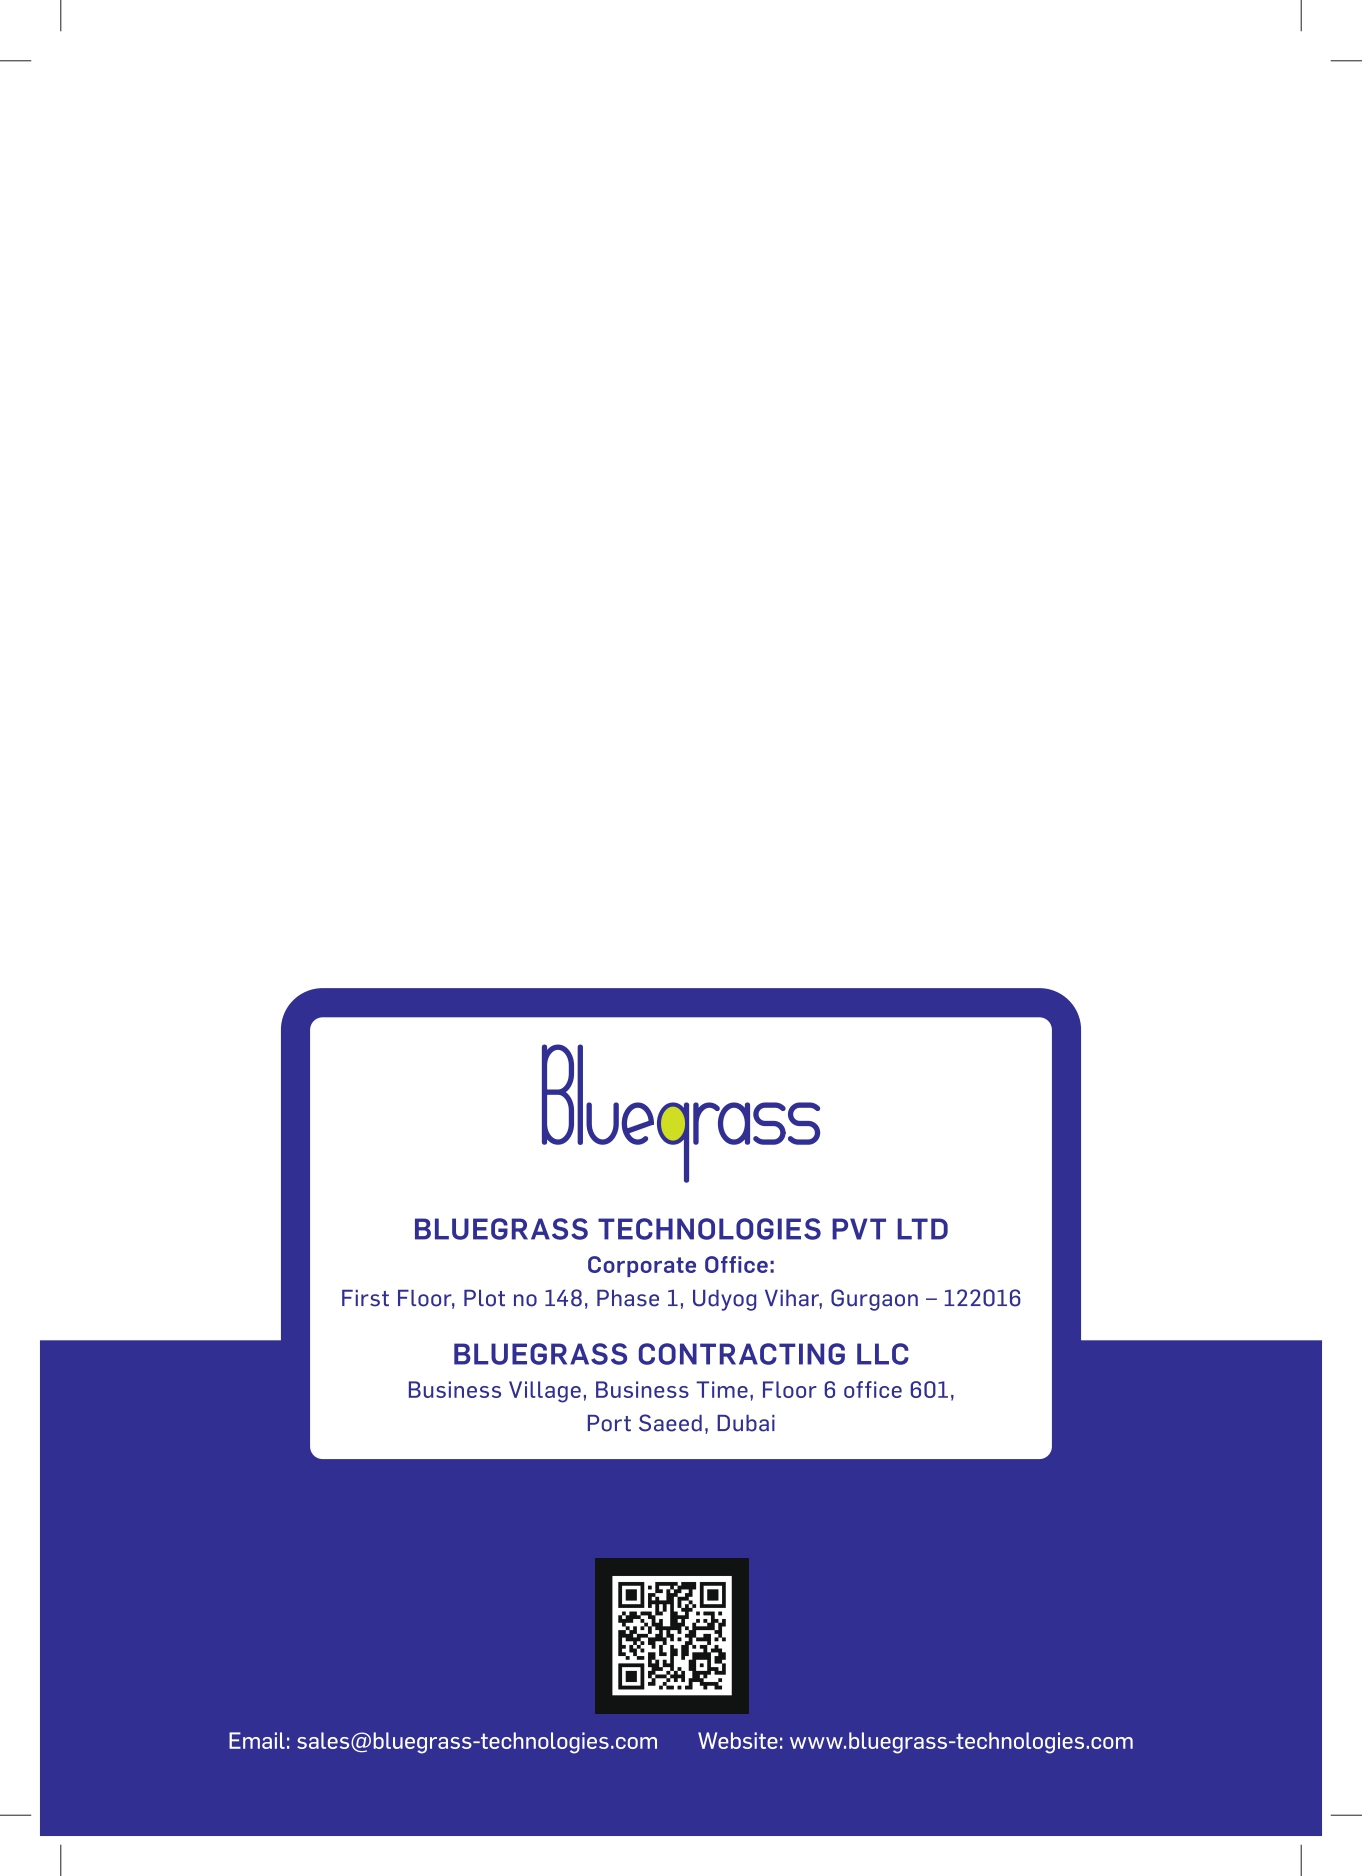 Bluegrass
BLUEGRASS TECHNOLOGIES PVT LTD
Corporate Office:
First Floor, Plot no 148, Phase 1, Udyog Vihar, Gurgaon – 122016
BLUEGRASS CONTRACTING LLC
Business Village, Business Time, Floor 6 office 601,
Port Saeed, Dubai
Email: sales@bluegrass-technologies.com Website: www.bluegrass-technologies.com